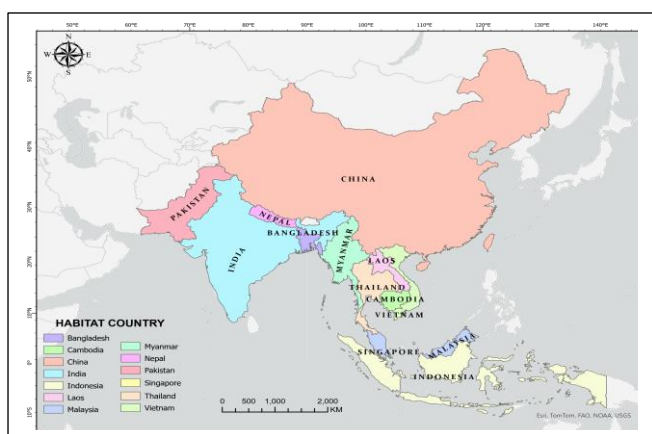 50°E 60°E 70°E 80°E 90°E 100°E 110°E 120°E 130°E 140°E
N
W E
S
50°N
40°N
30°N
20°N
10°N
0°
10°S
CHINA
PAKISTAN
NEPAL
BANGLADESH
INDIA
MYANMAR
LAOS
THAILAND
CAMBODIA
VIETNAM
MALAYSIA
SINGAPORE
INDONESIA
HABITAT COUNTRY
Bangladesh
Cambodia
China
India
Indonesia
Laos
Malaysia
Myanmar
Nepal
Pakistan
Singapore
Thailand
Vietnam
0 500 1,000 2,000
KM
Esri, TomTom, FAO, NOAA, USGS